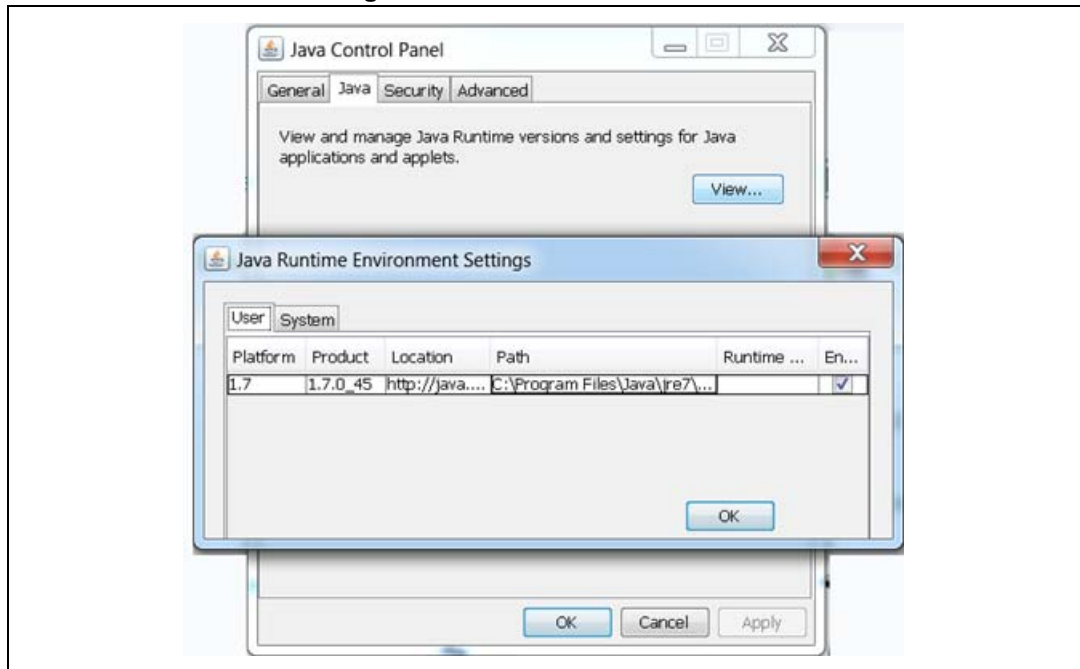 Java Control Panel
General Java Security Advanced
View and manage Java Runtime versions and settings for Java
applications and applets.
View...
Java Runtime Environment Settings
User System
Platform Product Location Path Runtime ... En...
1.7 1.7.0_45 http://java.... C:\Program Files\Java\jre7\...
OK
OK Cancel Apply